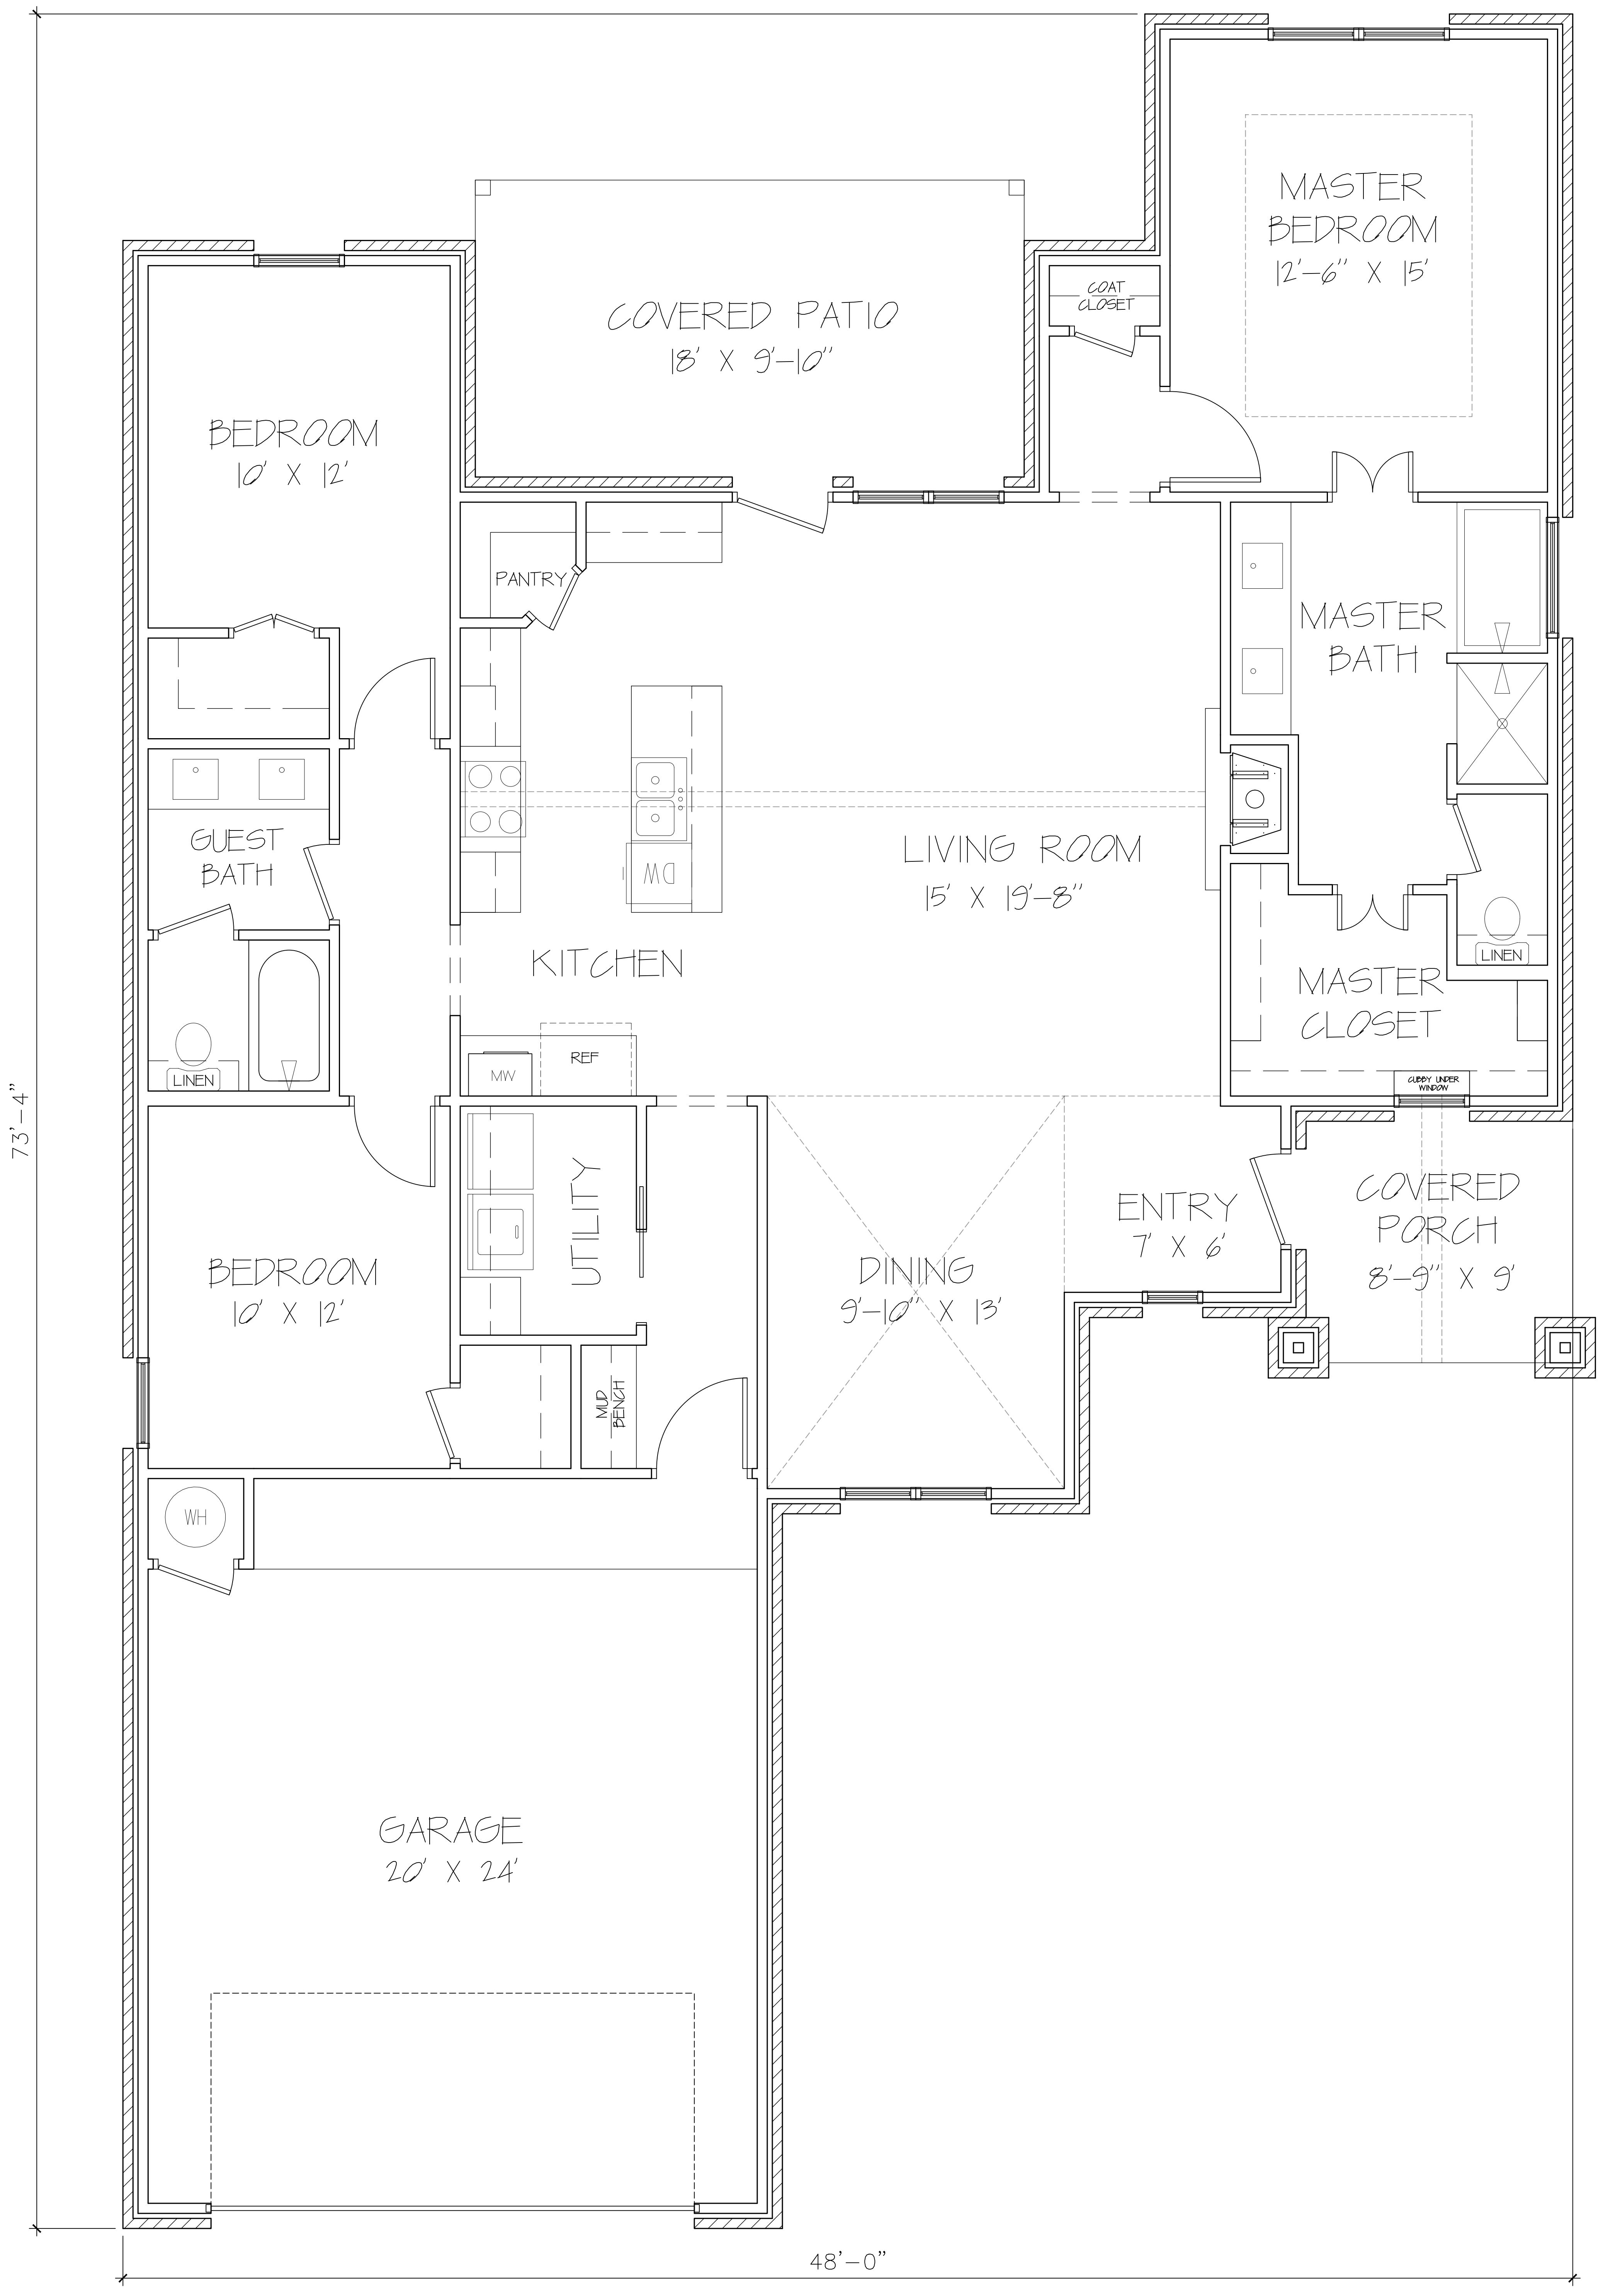 MASTER
BEDROOM
12'-6" X 15'
COAT
CLOSET
COVERED PATIO
18' X 9'-10"
BEDROOM
10' X 12'
PANTRY
MASTER
BATH
GUEST
BATH
LIVING ROOM
15' X 19'-8"
DW
KITCHEN
LINEN
MASTER
CLOSET
REF
MW
LINEN
CUBBY UNDER
WINDOW
73'-4"
UTILITY
ENTRY
7' X 6'
COVERED
PORCH
8'-9" X 9'
BEDROOM
10' X 12'
DINING
9'-10" X 13'
MUD
BENCH
WH
GARAGE
20' X 24'
48'-0"